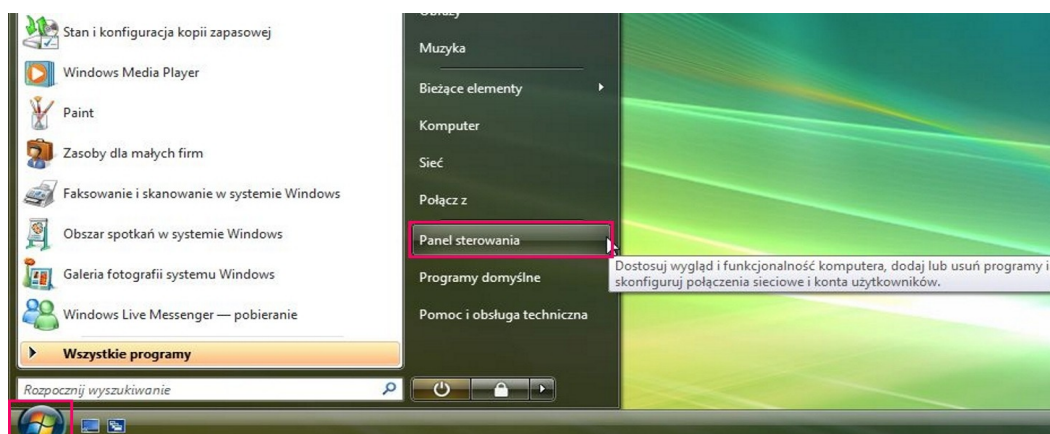 Stan i konfiguracja kopii zapasowej
Windows Media Player
Paint
Zasoby dla małych firm
Faksowanie i skanowanie w systemie Windows
Obszar spotkań w systemie Windows
Galeria fotografii systemu Windows
Windows Live Messenger — pobieranie
Wszystkie programy
Rozpocznij wyszukiwanie
Muzyka
Bieżące elementy
Komputer
Sieć
Połącz z
Panel sterowania
Programy domyślne
Pomoc i obsługa techniczna
Dostosuj wygląd i funkcjonalność komputera, dodaj lub usuń programy i
skonfiguruj połączenia sieciowe i konta użytkowników.